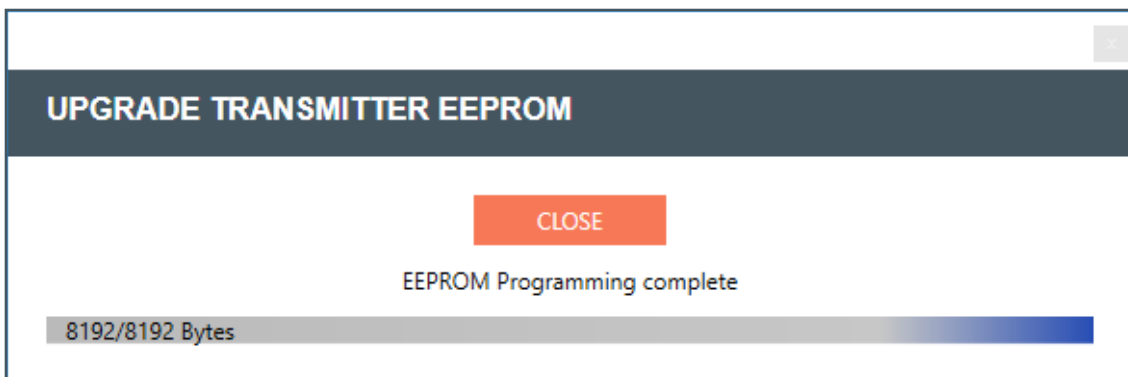 x
UPGRADE TRANSMITTER EEPROM
CLOSE
EEPROM Programming complete
8192/8192 Bytes